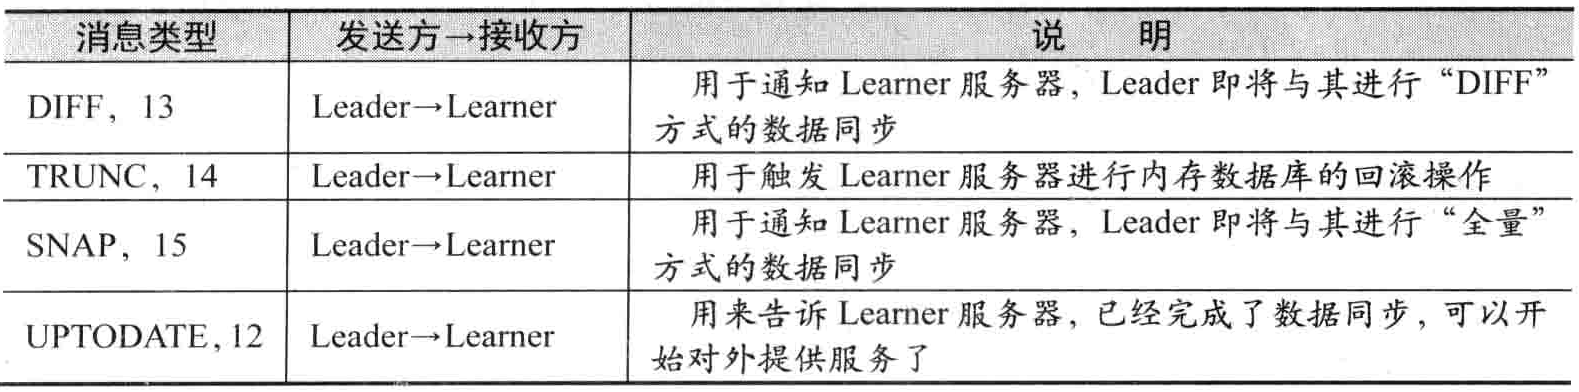 消息类型 发送方→接收方 说 明
DIFF, 13 Leader→Learner 用于通知 Learner 服务器, Leader 即将与其进行“DIFF”
方式的数据同步
TRUNC, 14 Leader→Learner 用于触发 Learner 服务器进行内存数据库的回滚操作
SNAP, 15 Leader→Learner 用于通知 Learner 服务器, Leader 即将与其进行“全量”
方式的数据同步
UPTODATE, 12 Leader→Learner 用来告诉 Learner 服务器, 已经完成了数据同步, 可以开
始对外提供服务了